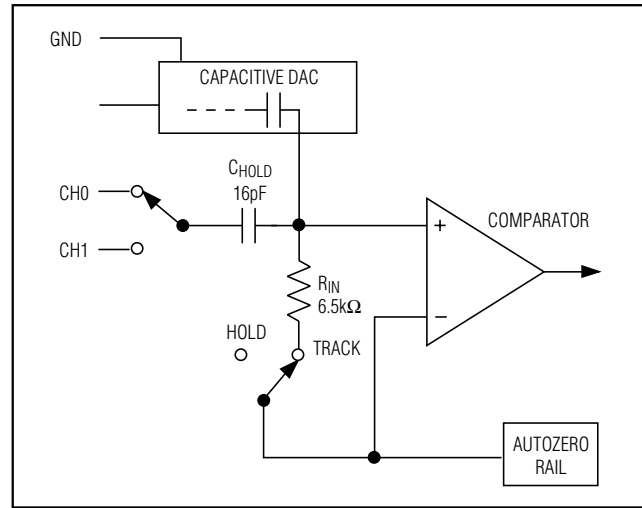 GND
CAPACITIVE DAC
CHOLD
16pF
CH0
CH1
COMPARATOR
+
−
RIN
6.5kΩ
HOLD
TRACK
AUTOZERO
RAIL